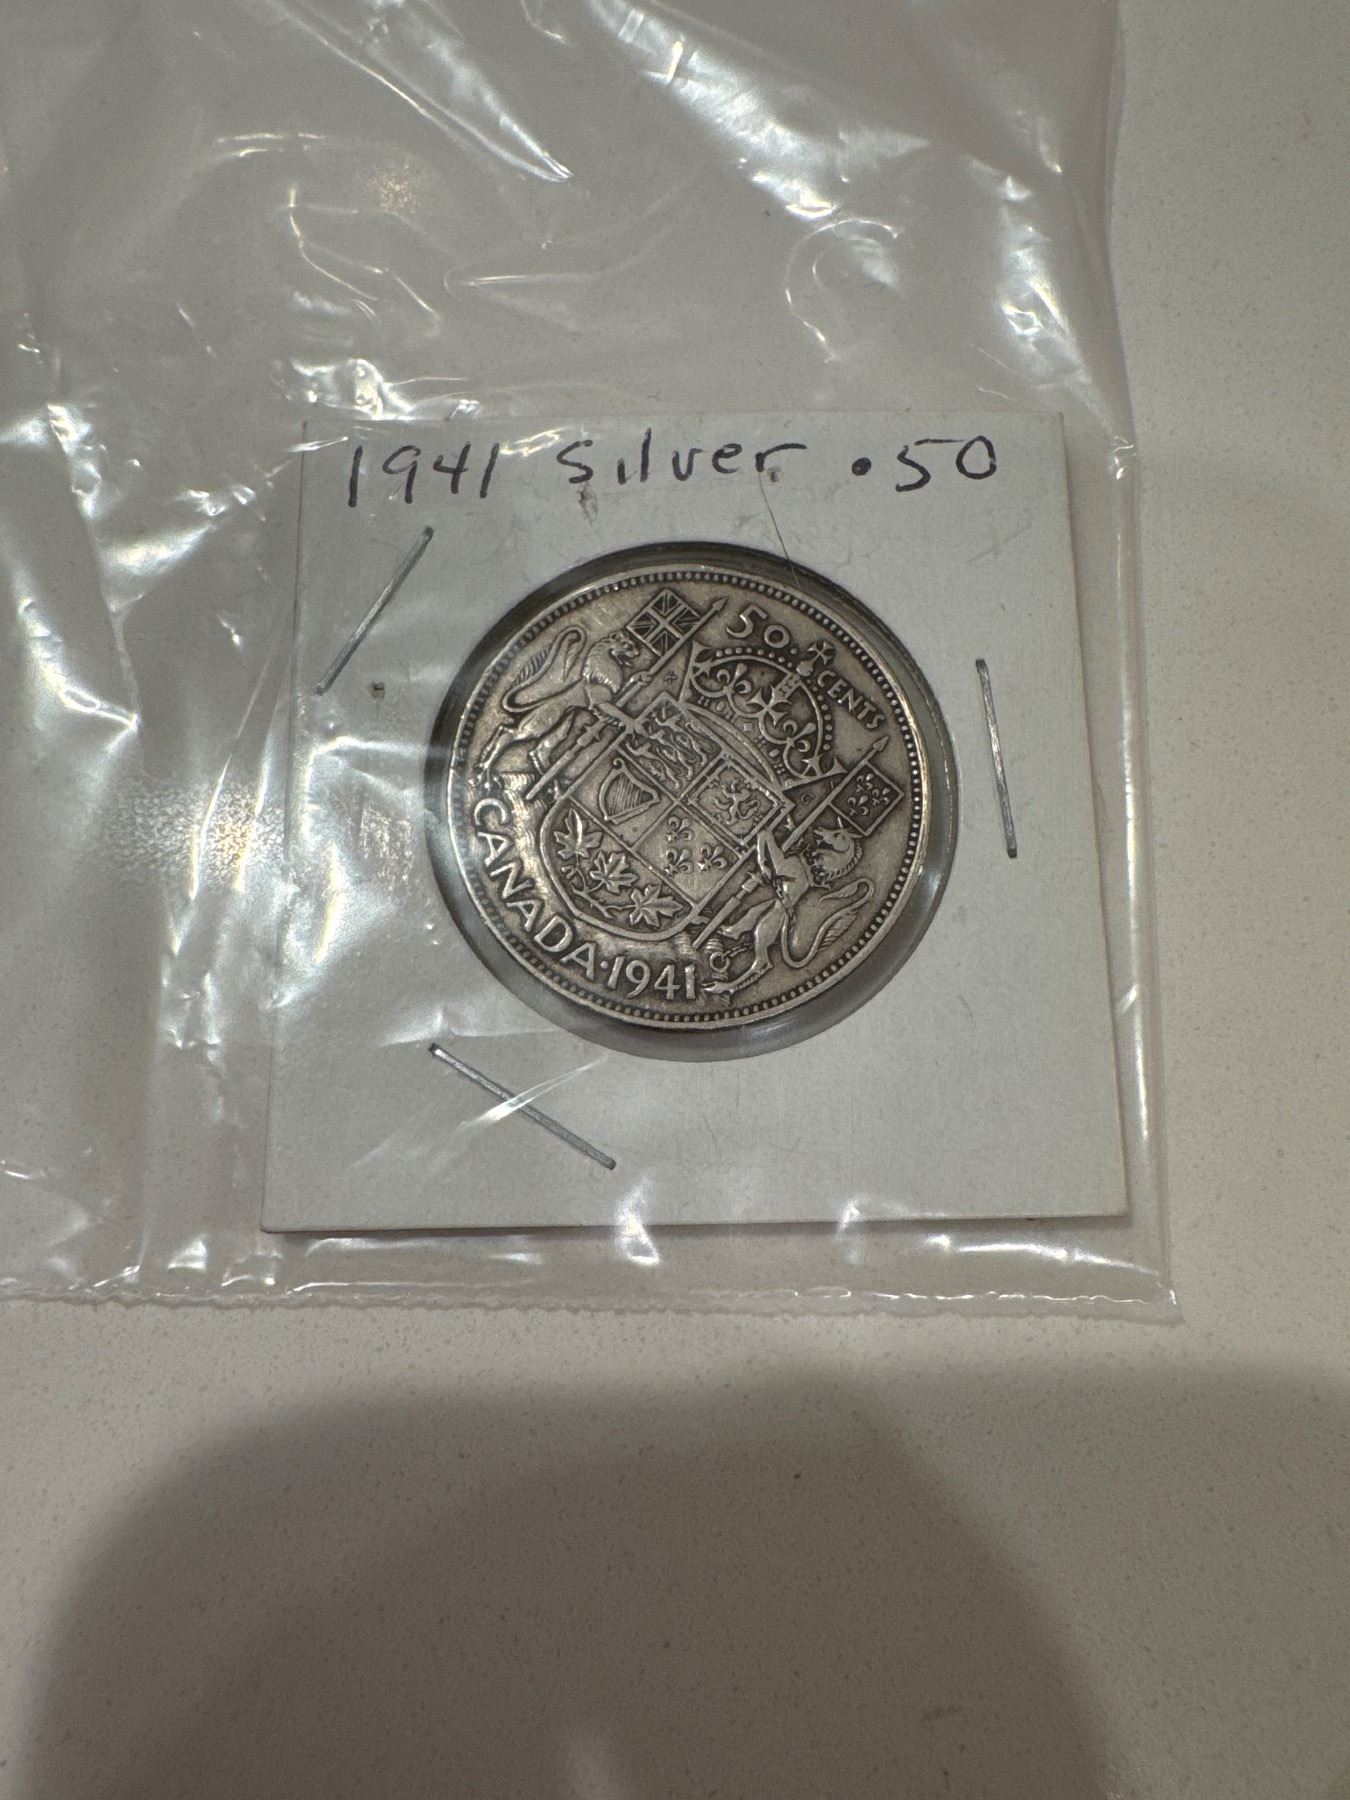 1941 silver .50
50 · CENTS
CANADA · 1941